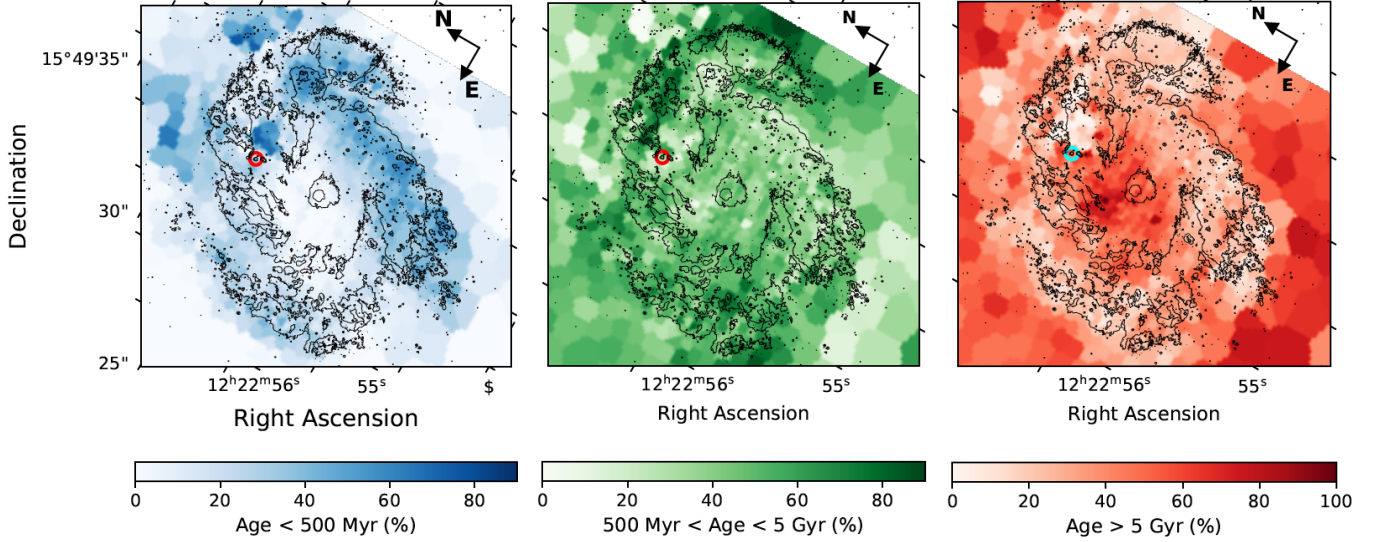 N
E
N
E
N
E
15°49'35"
30"
25"
Declination
12ʰ22ᵐ56ˢ 55ˢ $
12ʰ22ᵐ56ˢ 55ˢ
12ʰ22ᵐ56ˢ 55ˢ
Right Ascension
Right Ascension
Right Ascension
0 20 40 60 80
0 20 40 60 80
0 20 40 60 80 100
Age < 500 Myr (%)
500 Myr < Age < 5 Gyr (%)
Age > 5 Gyr (%)